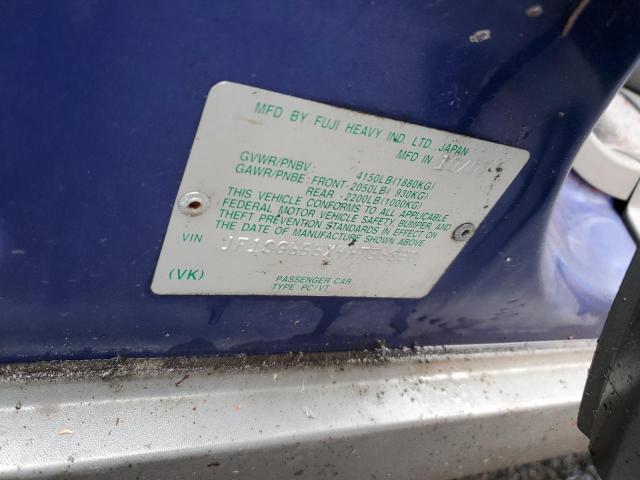 MFD BY FUJI HEAVY IND. LTD. JAPAN
MFD IN
GVWR/PNBV: 4150LB(1880KG)
GAWR/PNBE: FRONT-2050LB( 930KG)
REAR -2200LB(1000KG)
THIS VEHICLE CONFORMS TO ALL APPLICABLE
FEDERAL MOTOR VEHICLE SAFETY, BUMPER, AND
THEFT PREVENTION STANDARDS IN EFFECT ON
THE DATE OF MANUFACTURE SHOWN ABOVE
VIN
(VK)
PASSENGER CAR
TYPE: PC/VT